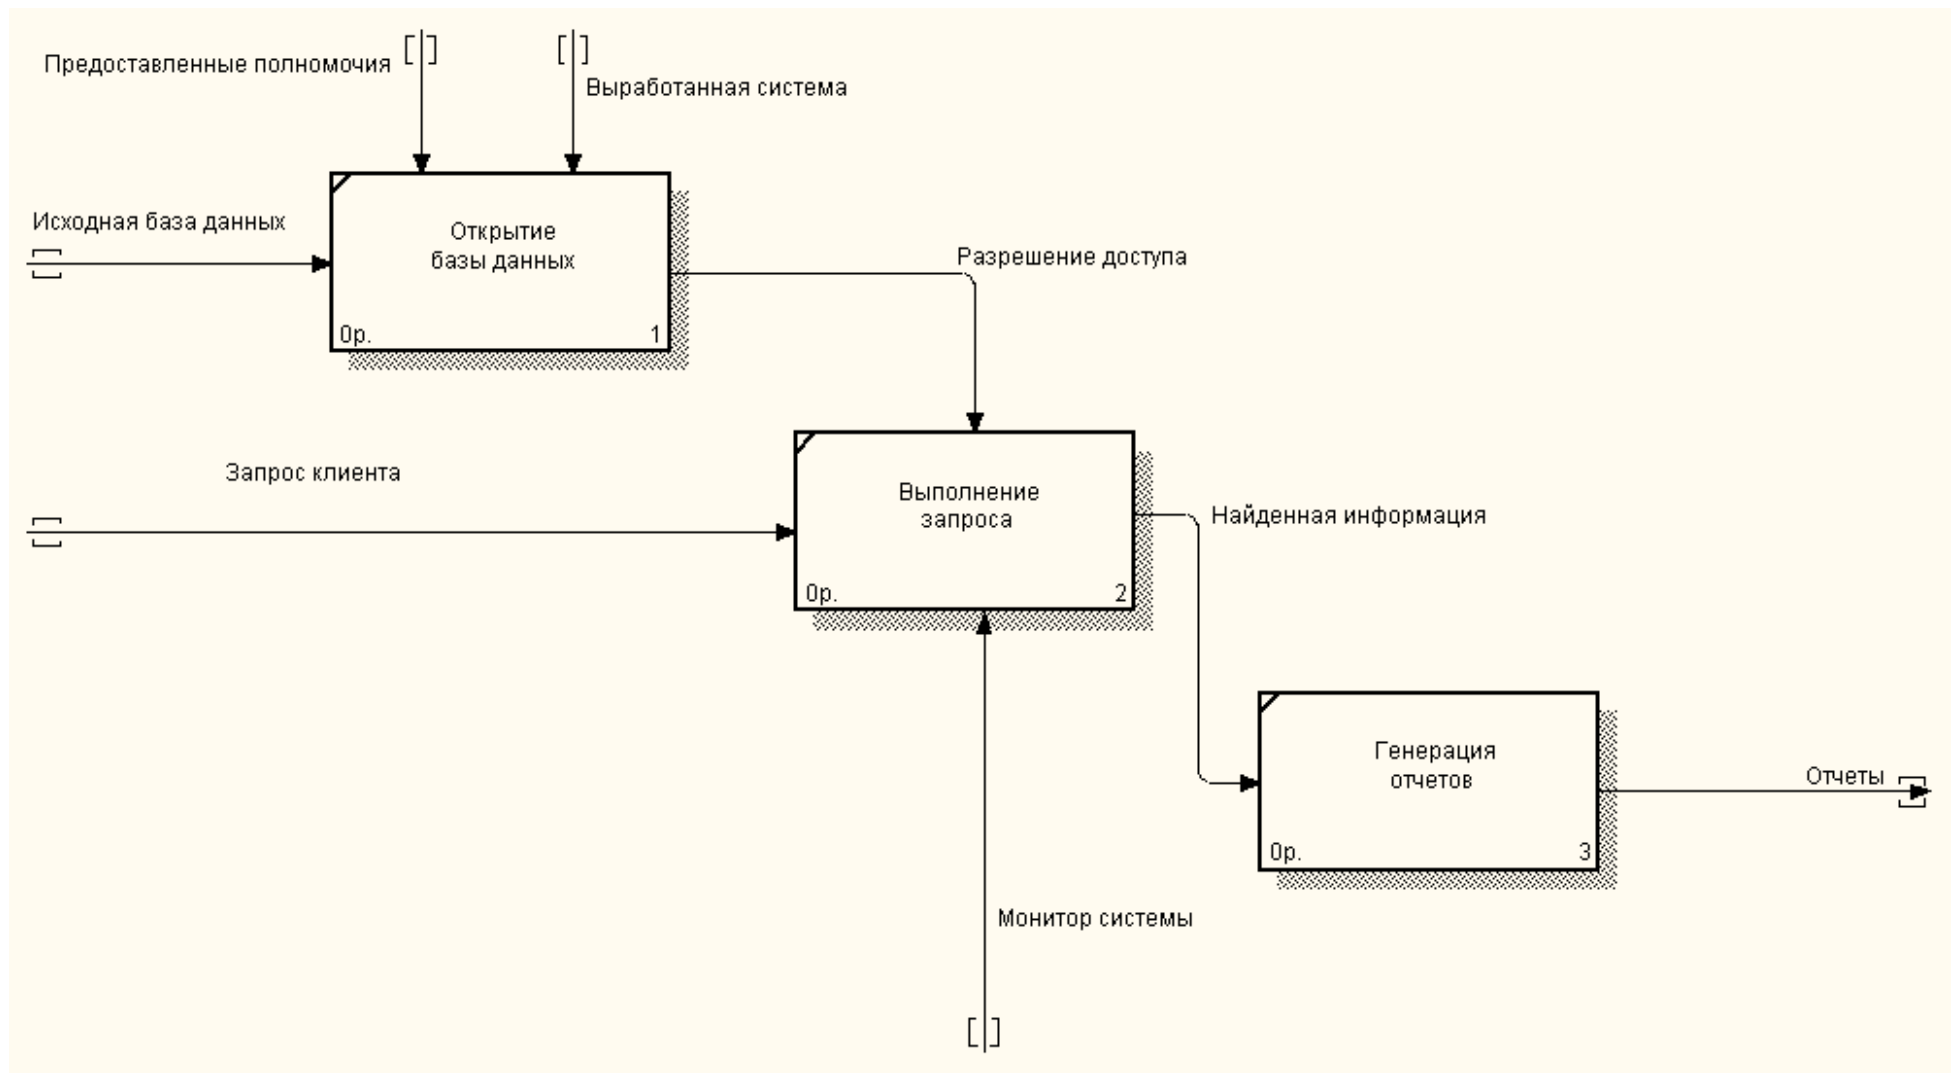 Предоставленные полномочия
Выработанная система
Исходная база данных
Открытие
базы данных
0р.
1
Разрешение доступа
Запрос клиента
Выполнение
запроса
0р.
2
Найденная информация
Генерация
отчетов
0р.
3
Отчеты
Монитор системы